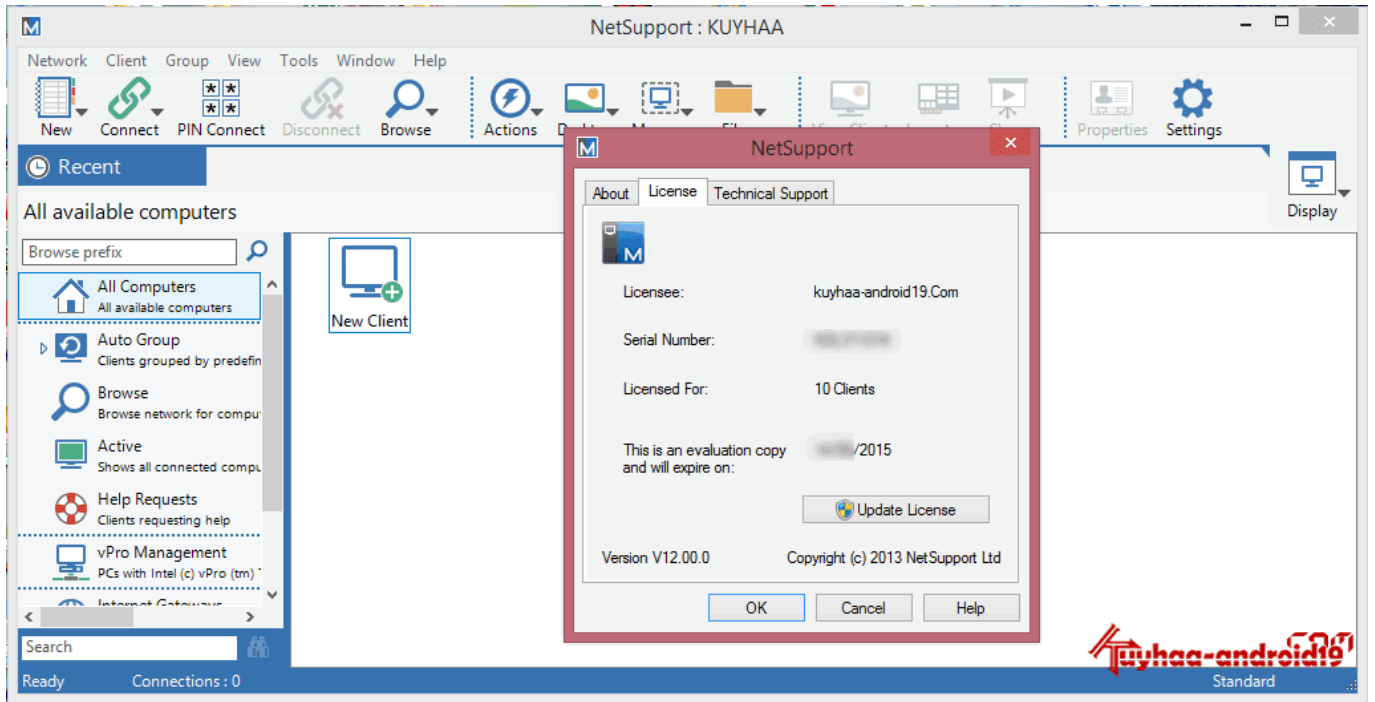 M
NetSupport : KUYHAA
Network Client Group View Tools Window Help
New Connect PIN Connect Disconnect Browse Actions Properties Settings
Recent
Display
All available computers
Browse prefix
All Computers
All available computers
Auto Group
Clients grouped by predefin
Browse
Browse network for compu
Active
Shows all connected compu
Help Requests
Clients requesting help
vPro Management
PCs with Intel (c) vPro (tm)
Internet Gateways
Search
Ready Connections : 0 Standard
New Client
M
NetSupport
About License Technical Support
M
Licensee: kuyhaa-android19.Com
Serial Number:
Licensed For: 10 Clients
This is an evaluation copy
and will expire on: /2015
Update License
Version V12.00.0 Copyright (c) 2013 NetSupport Ltd
OK Cancel Help
kuyhaa-android19